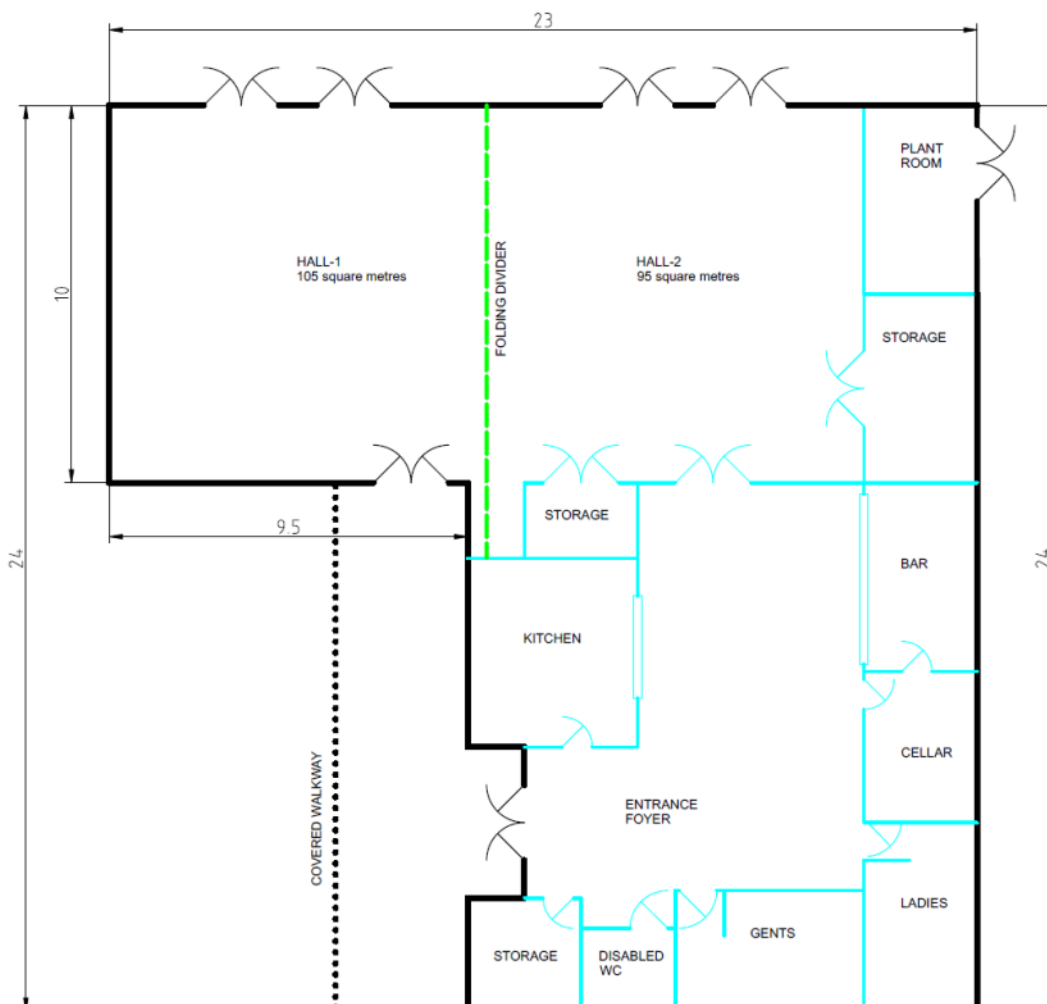 23
PLANT
ROOM
HALL-1
105 square metres
FOLDING DIVIDER
HALL-2
95 square metres
10
STORAGE
9.5
STORAGE
24
24
BAR
KITCHEN
CELLAR
ENTRANCE
FOYER
COVERED WALKWAY
LADIES
GENTS
STORAGE
DISABLED
WC